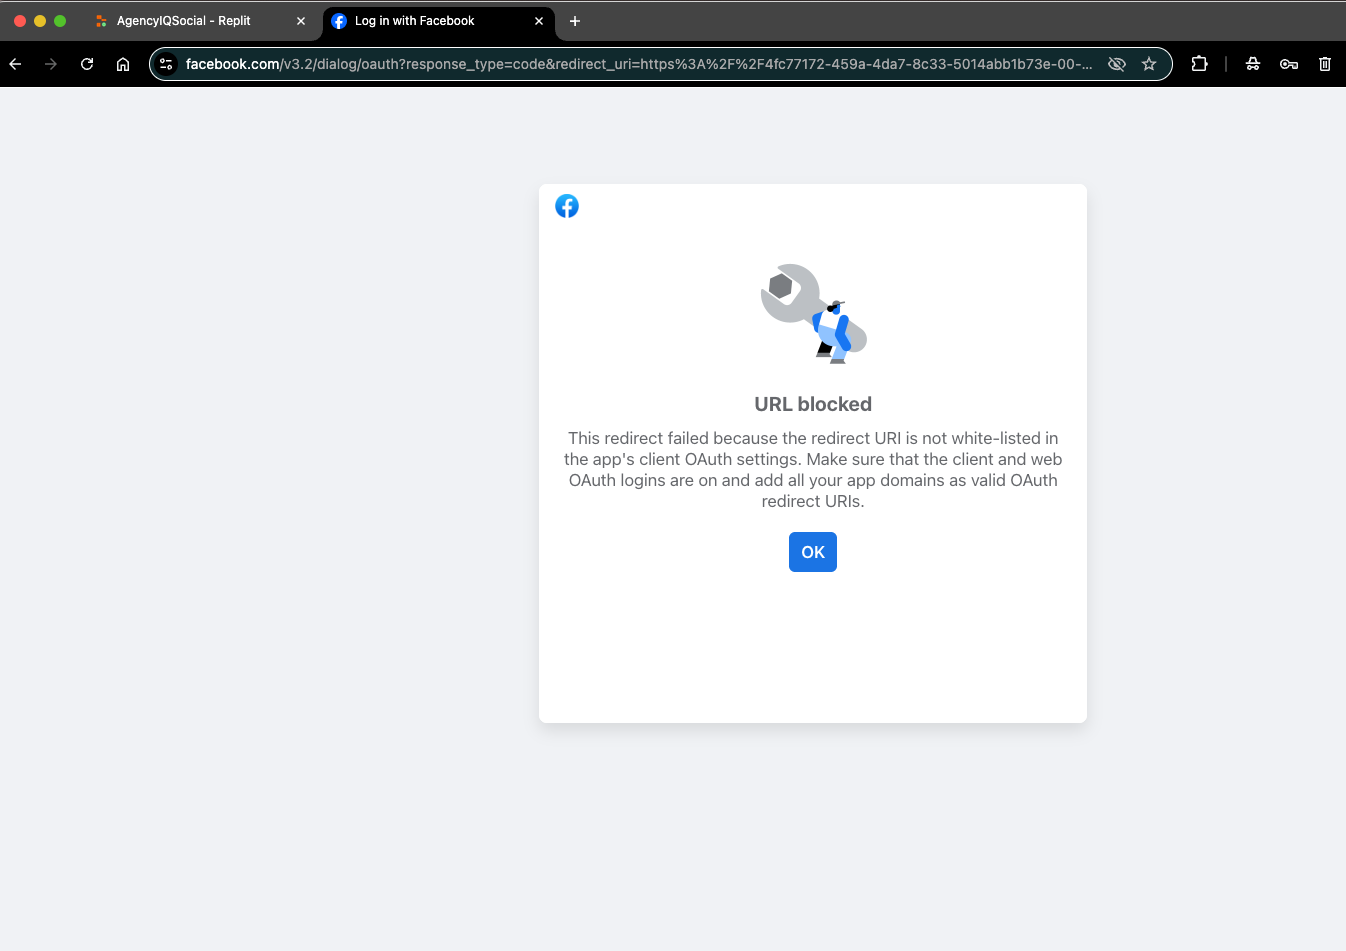 AgencyIQSocial - Replit
Log in with Facebook
facebook.com/v3.2/dialog/oauth?response_type=code&redirect_uri=https%3A%2F%2F4fc77172-459a-4da7-8c33-5014abb1b73e-00-...
URL blocked
This redirect failed because the redirect URI is not white-listed in
the app's client OAuth settings. Make sure that the client and web
OAuth logins are on and add all your app domains as valid OAuth
redirect URIs.
OK